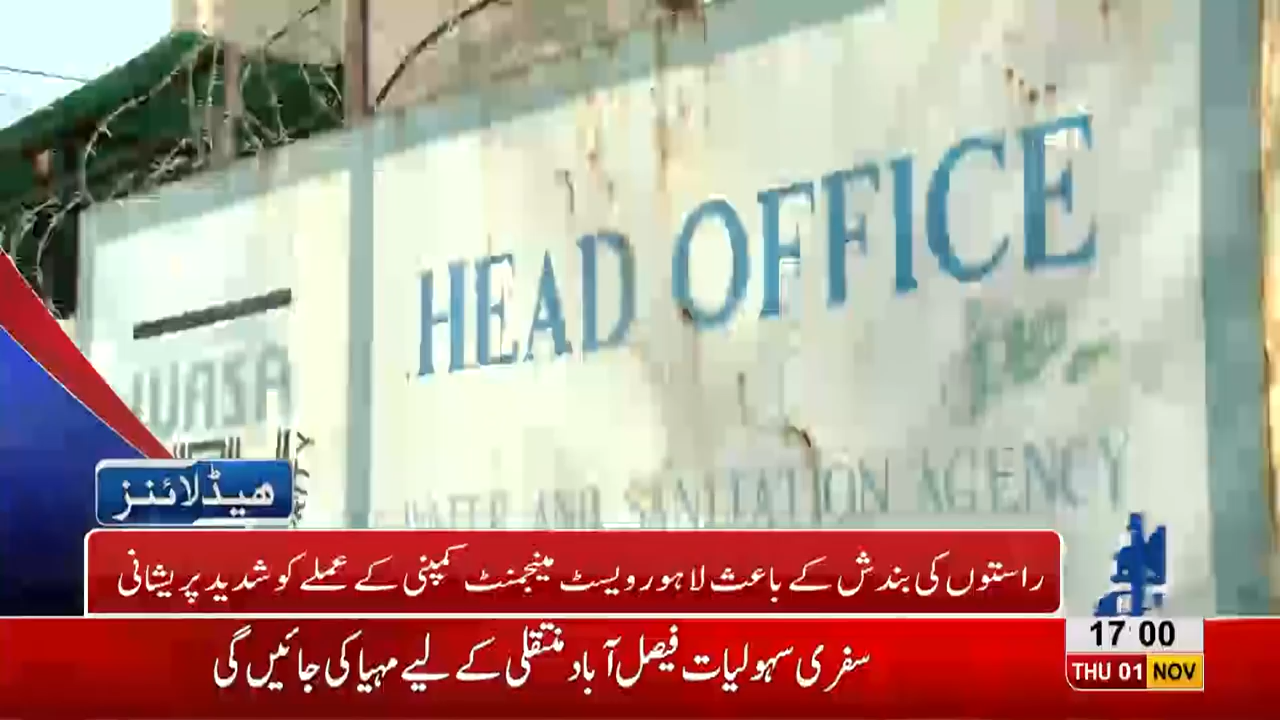 HEAD OFFICE
WASA
WATER AND SANITATION AGENCY
ھیڈلائنز
راستوں کی بندش کے باعث لاہور ویسٹ مینجمنٹ کمپنی کے عملے کو شدید پریشانی
سفری سہولیات فیصل آباد منتقلی کے لیے مہیا کی جائیں گی
17:00
THU 01 NOV